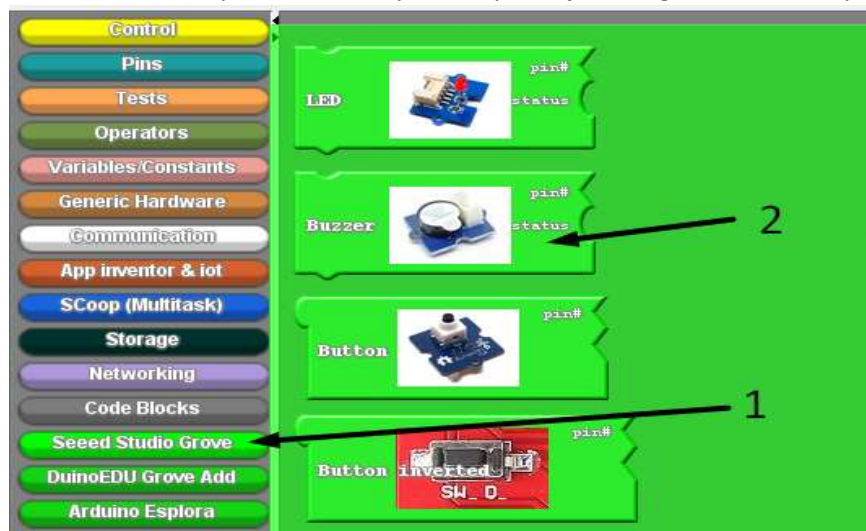 Control
Pins
Tests
Operators
Variables/Constants
Generic Hardware
Communication
App inventor & iot
SCoop (Multitask)
Storage
Networking
Code Blocks
Seeed Studio Grove
DuinoEDU Grove Add
Arduino Esplora
pin#
LED status
pin#
Buzzer status
2
pin#
Button
1
pin#
Button inverted
SW_ D_